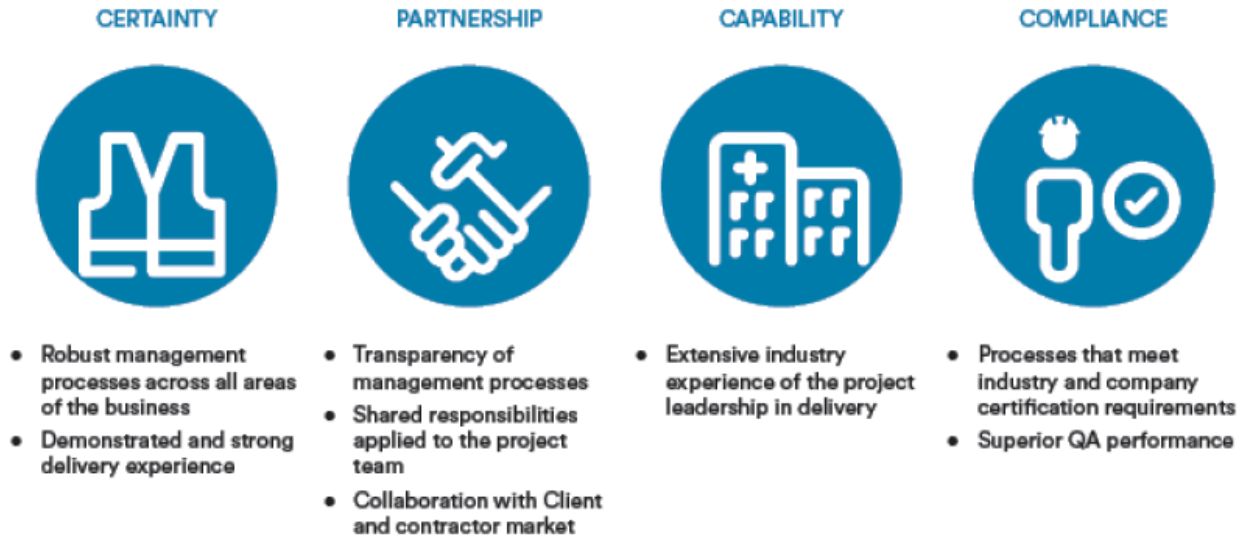 CERTAINTY
Robust management
processes across all areas
of the business
Demonstrated and strong
delivery experience
PARTNERSHIP
Transparency of
management processes
Shared responsibilities
applied to the project
team
Collaboration with Client
and contractor market
CAPABILITY
Extensive industry
experience of the project
leadership in delivery
COMPLIANCE
Processes that meet
industry and company
certification requirements
Superior QA performance